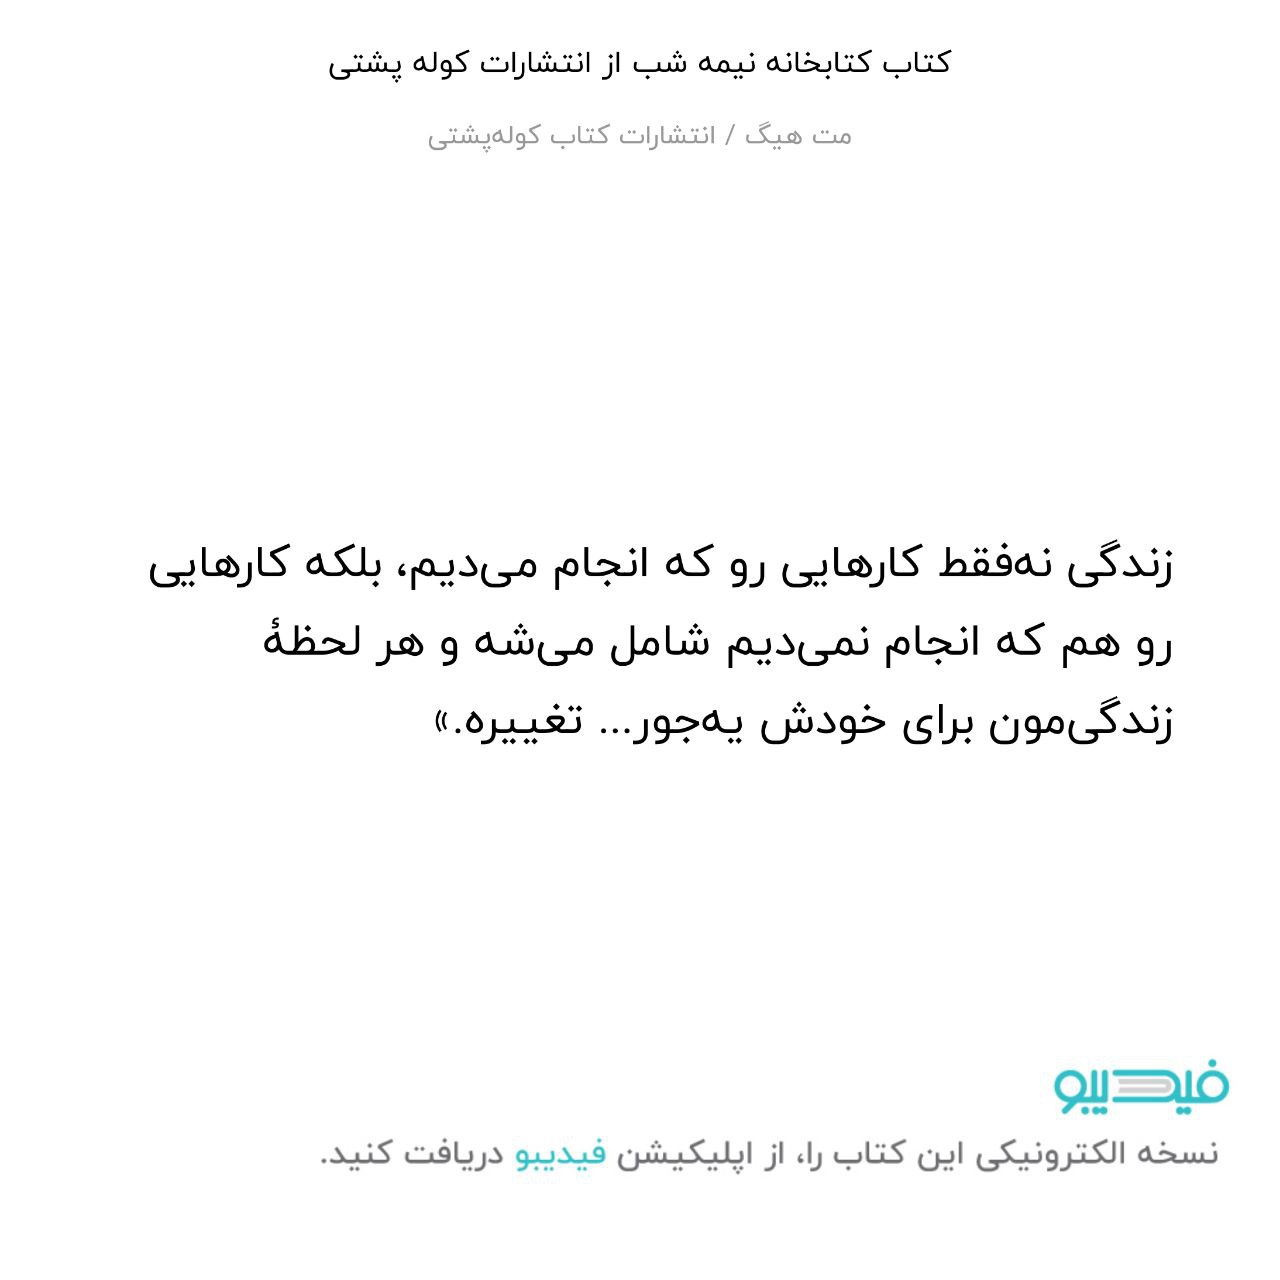 کتاب کتابخانه نیمه شب از انتشارات کوله پشتی
مت هیگ / انتشارات کتاب کوله‌پشتی
زندگی نه‌فقط کارهایی رو که انجام می‌دیم، بلکه کارهایی
رو هم که انجام نمی‌دیم شامل می‌شه و هر لحظهٔ
زندگی‌مون برای خودش یه‌جور... تغییره.»
فیدیبو
نسخه الکترونیکی این کتاب را، از اپلیکیشن فیدیبو دریافت کنید.